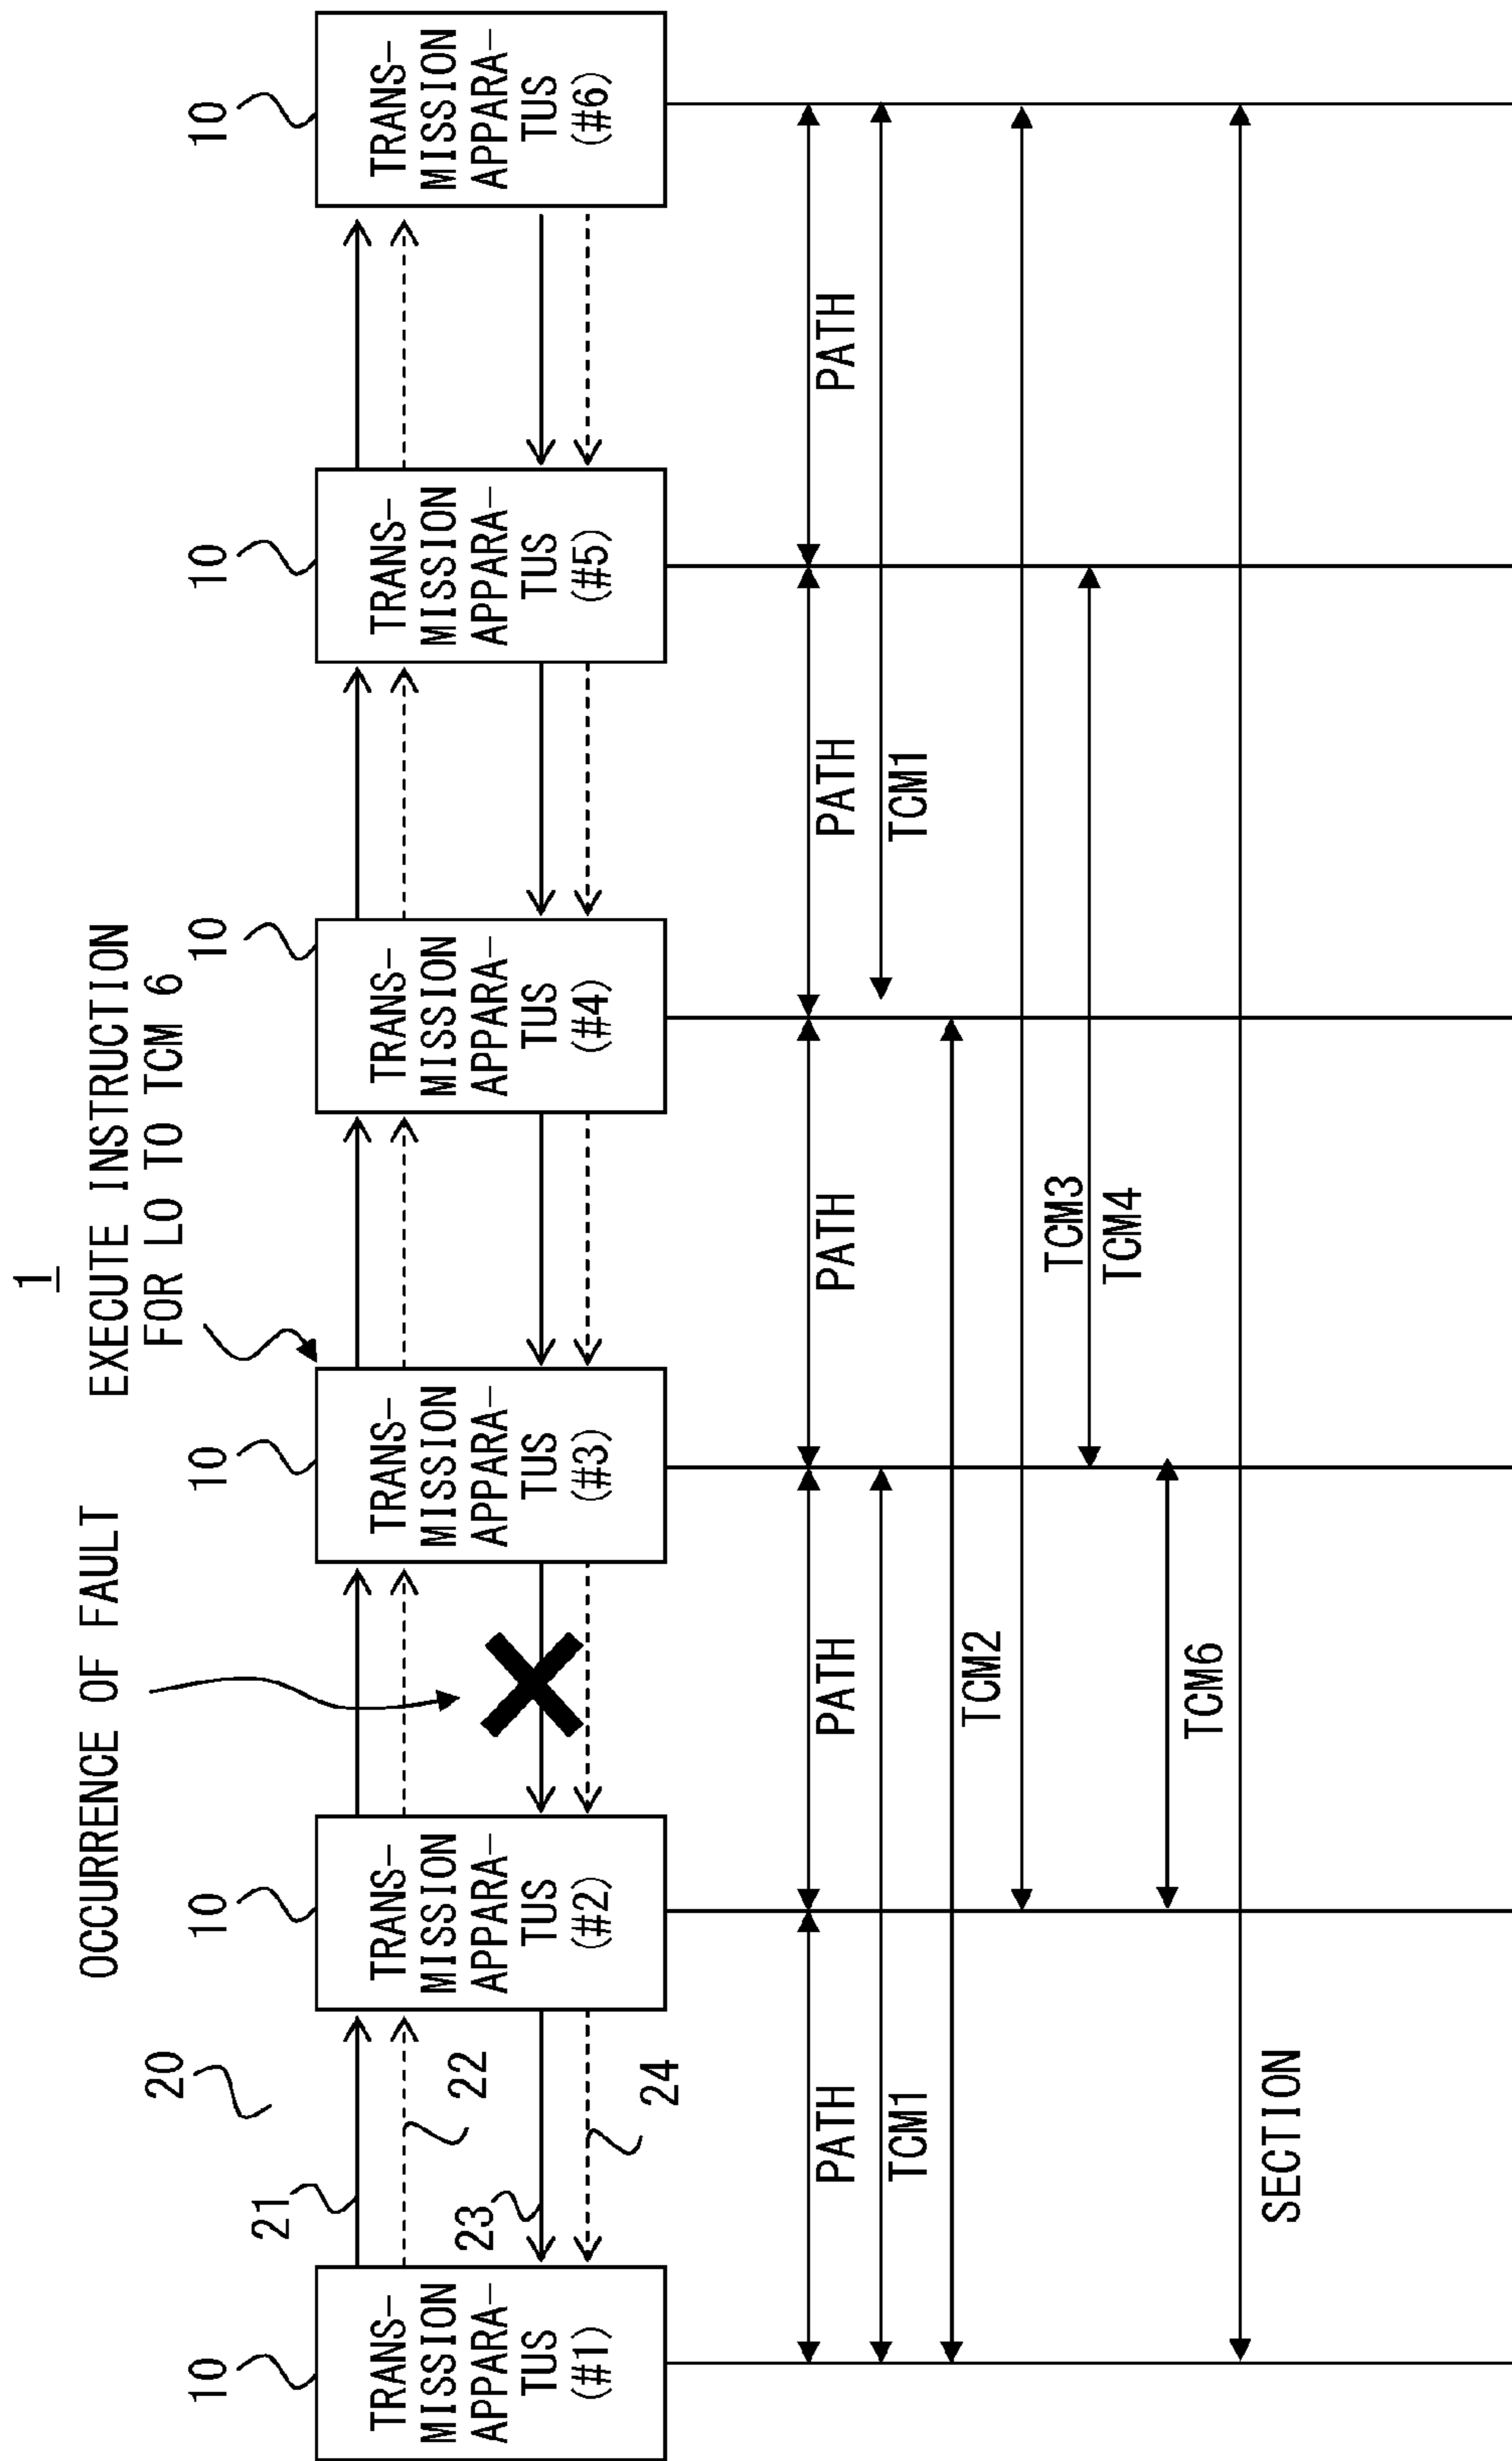 1
OCCURRENCE OF FAULT
EXECUTE INSTRUCTION
FOR LO TO TCM 6
10
10
10
10
10
10
20
21
22
23
24
TRANS-
MISSION
APPARA-
TUS
(#1)
TRANS-
MISSION
APPARA-
TUS
(#2)
TRANS-
MISSION
APPARA-
TUS
(#3)
TRANS-
MISSION
APPARA-
TUS
(#4)
TRANS-
MISSION
APPARA-
TUS
(#5)
TRANS-
MISSION
APPARA-
TUS
(#6)
PATH
PATH
PATH
PATH
PATH
TCM1
TCM1
TCM2
TCM3
TCM4
TCM6
SECTION